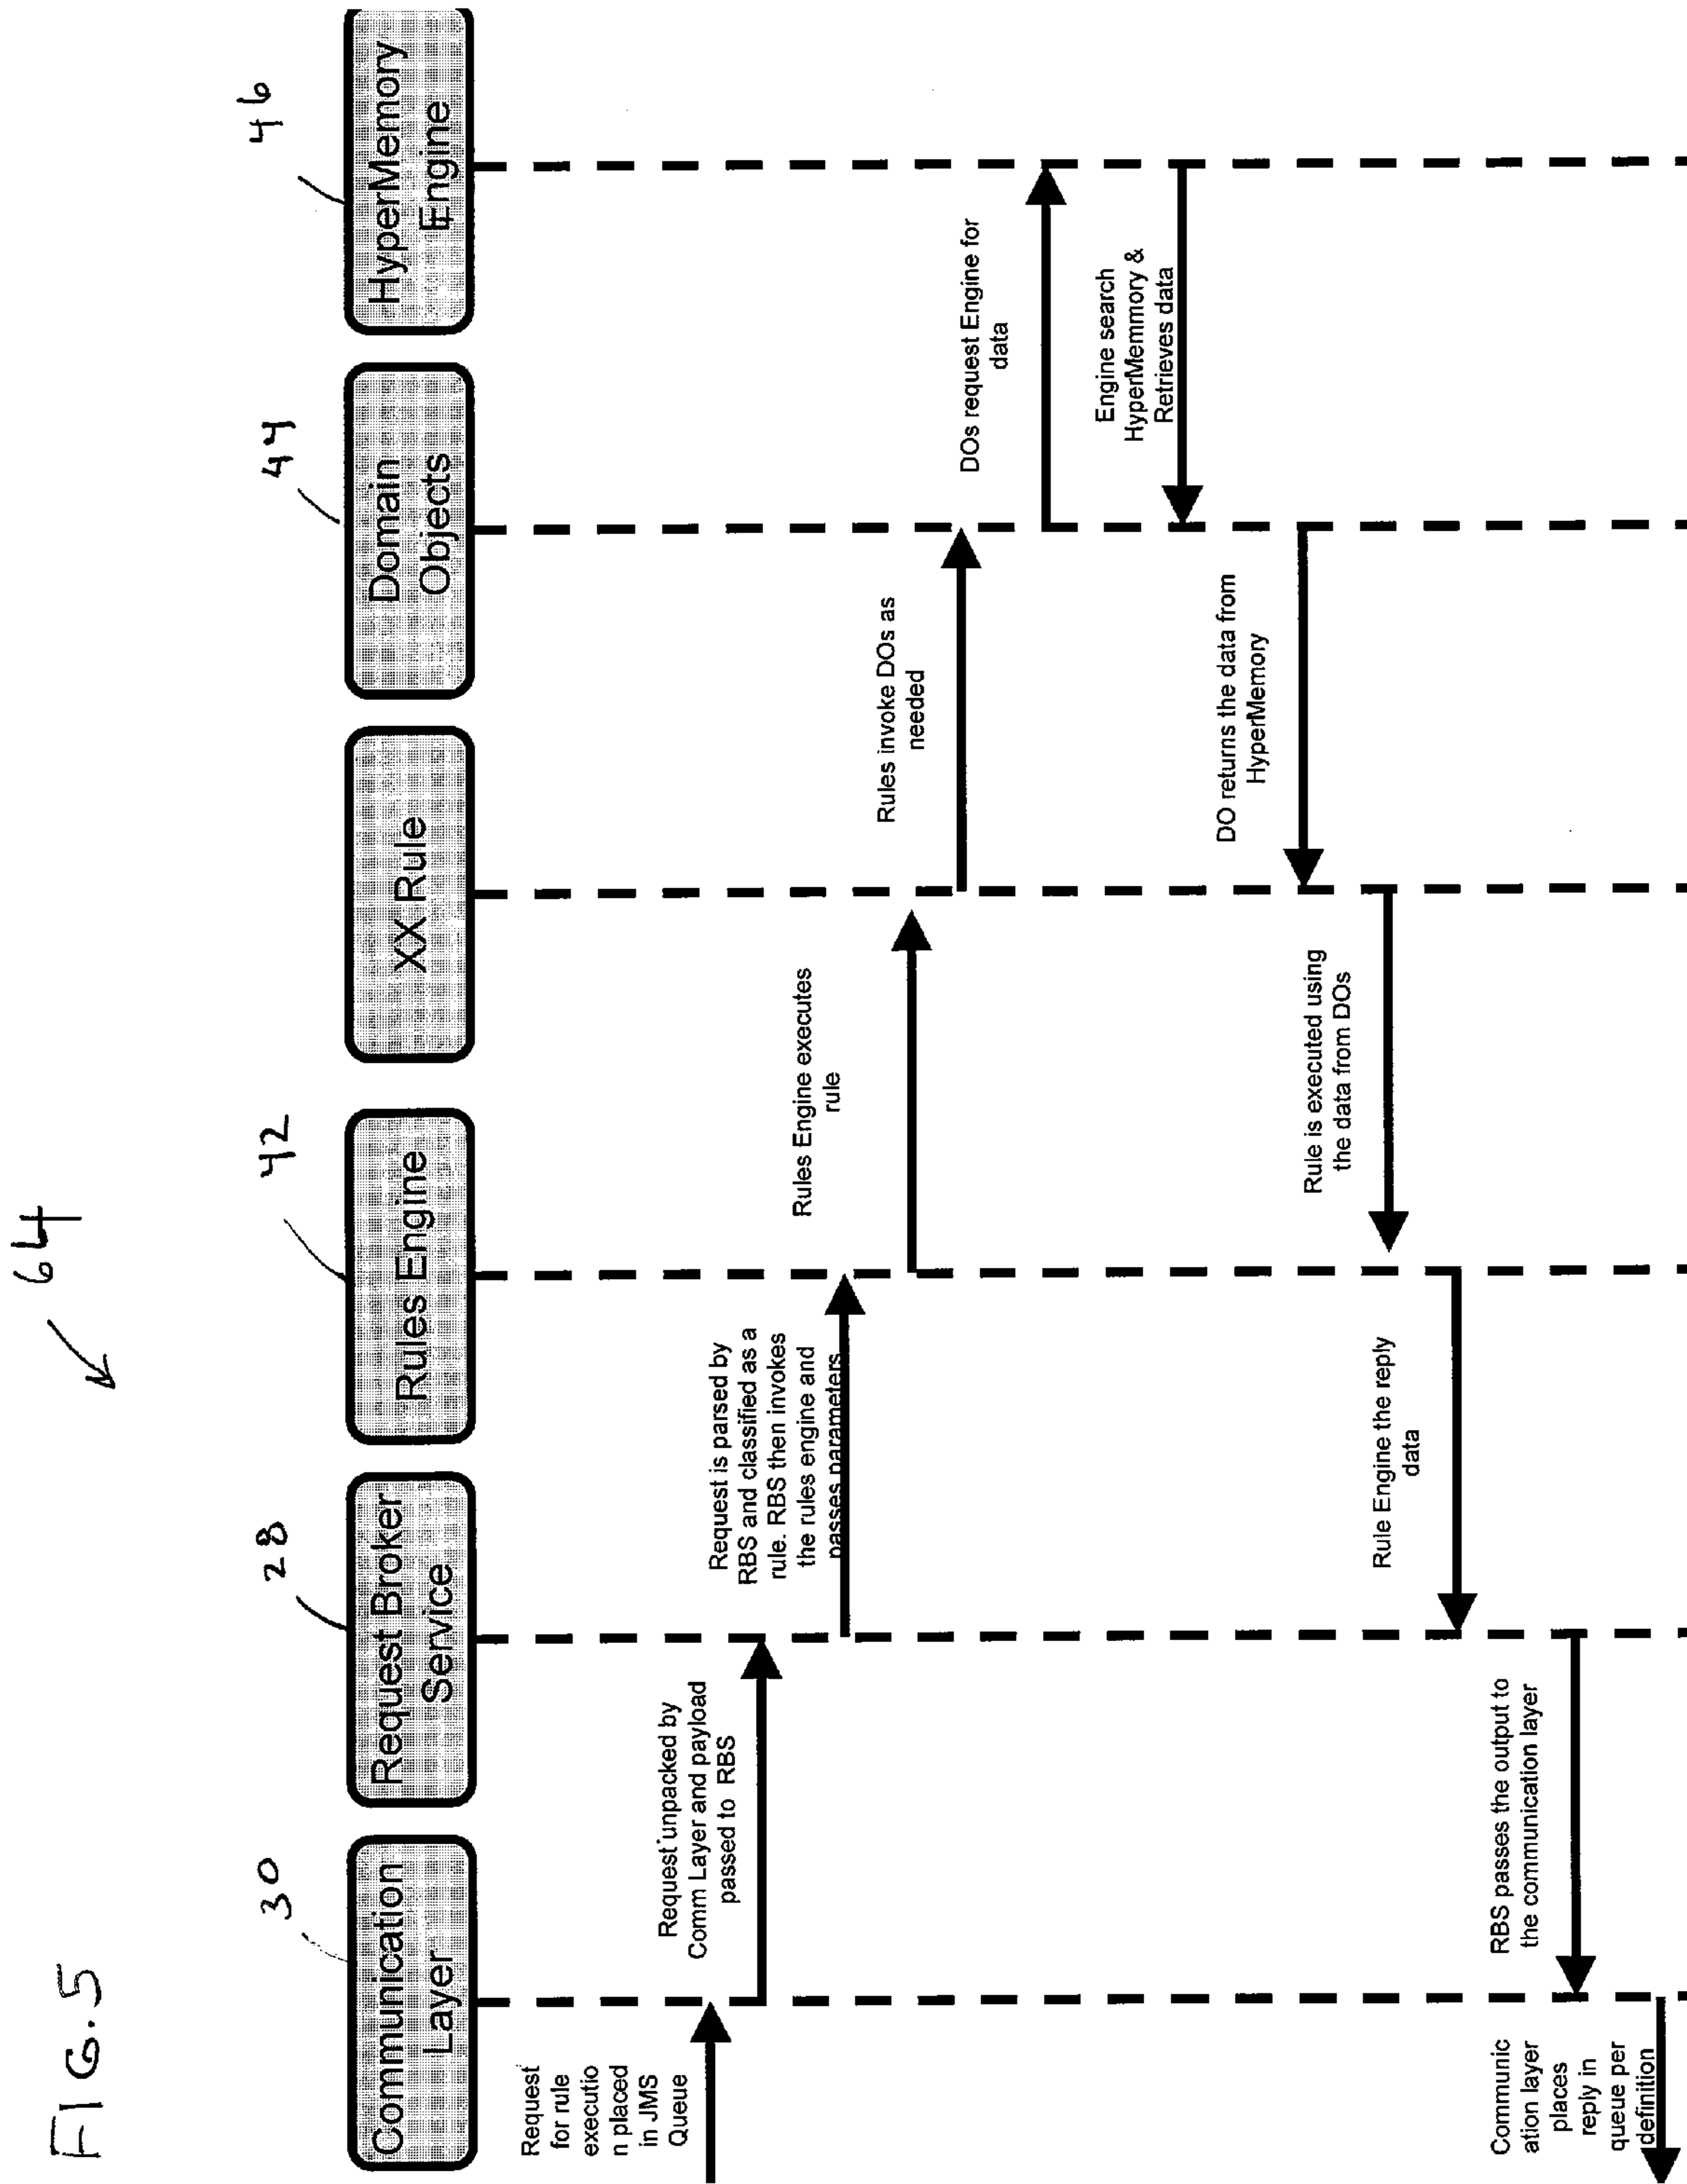 FIG. 5
64
30
28
42
44
46
Communication
Layer
Request Broker
Service
Rules Engine
XX Rule
Domain
Objects
HyperMemory
Engine
Request
for rule
executio
n placed
in JMS
Queue
Request unpacked by
Comm Layer and payload
passed to RBS
Request is parsed by
RBS and classified as a
rule. RBS then invokes
the rules engine and
passes parameters
Rules Engine executes
rule
Rules invoke DOs as
needed
DOs request Engine for
data
Engine search
HyperMemmory &
Retrieves data
DO returns the data from
HyperMemory
Rule is executed using
the data from DOs
Rule Engine the reply
data
RBS passes the output to
the communication layer
Communic
ation layer
places
reply in
queue per
definition